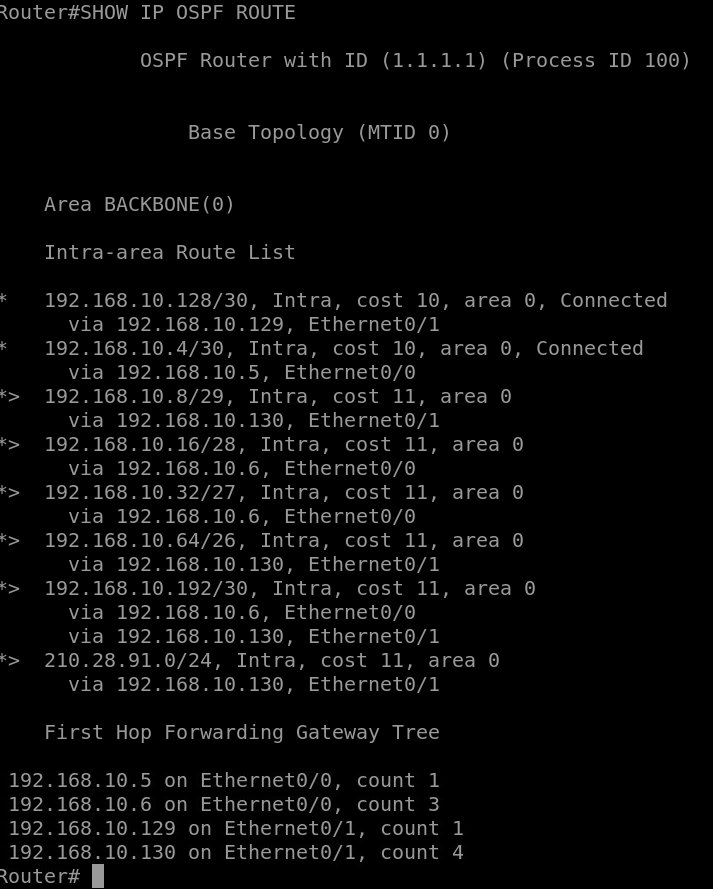 Router#SHOW IP OSPF ROUTE
OSPF Router with ID (1.1.1.1) (Process ID 100)
Base Topology (MTID 0)
Area BACKBONE(0)
Intra-area Route List
* 192.168.10.128/30, Intra, cost 10, area 0, Connected
via 192.168.10.129, Ethernet0/1
* 192.168.10.4/30, Intra, cost 10, area 0, Connected
via 192.168.10.5, Ethernet0/0
*> 192.168.10.8/29, Intra, cost 11, area 0
via 192.168.10.130, Ethernet0/1
*> 192.168.10.16/28, Intra, cost 11, area 0
via 192.168.10.6, Ethernet0/0
*> 192.168.10.32/27, Intra, cost 11, area 0
via 192.168.10.6, Ethernet0/0
*> 192.168.10.64/26, Intra, cost 11, area 0
via 192.168.10.130, Ethernet0/1
*> 192.168.10.192/30, Intra, cost 11, area 0
via 192.168.10.6, Ethernet0/0
via 192.168.10.130, Ethernet0/1
*> 210.28.91.0/24, Intra, cost 11, area 0
via 192.168.10.130, Ethernet0/1
First Hop Forwarding Gateway Tree
192.168.10.5 on Ethernet0/0, count 1
192.168.10.6 on Ethernet0/0, count 3
192.168.10.129 on Ethernet0/1, count 1
192.168.10.130 on Ethernet0/1, count 4
Router#